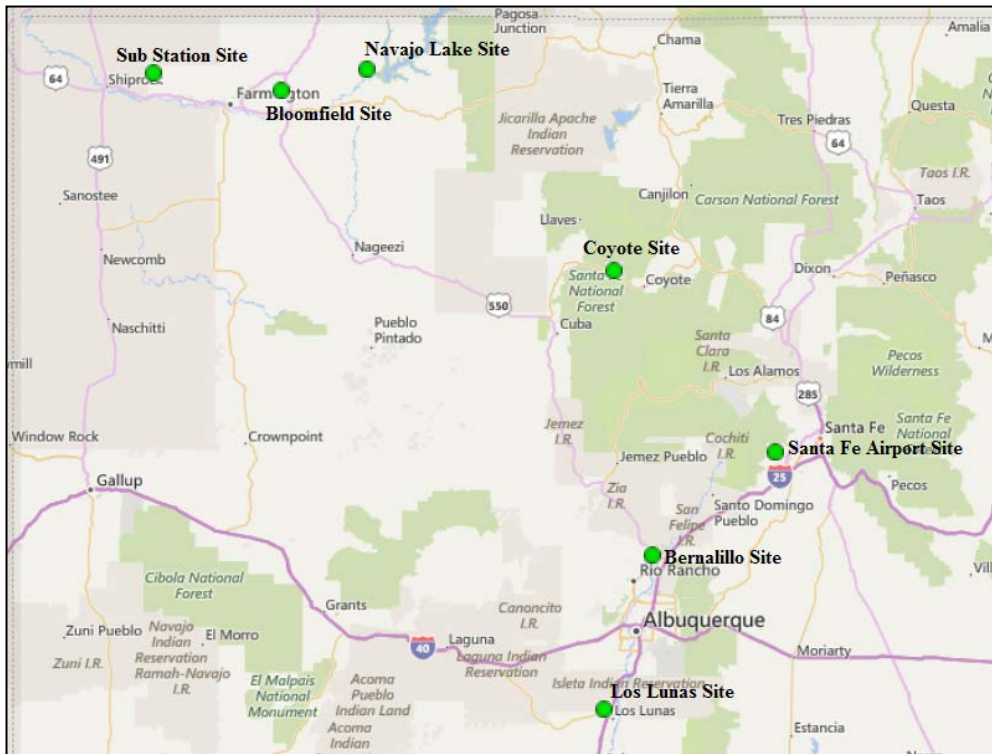 Pagosa
Junction
Amalia
Chama
Sub Station Site
Navajo Lake Site
64
Shiprock
Farmington
Bloomfield Site
Tierra
Amarilla
Questa
Jicarilla Apache
Indian
Reservation
Tres Piedras
64
491
Taos I.R.
Sanostee
Canjilon
Carson National Forest
Taos
Llaves
Newcomb
Nageezi
Coyote Site
Santa Fe
National
Forest
Coyote
Dixon
Peñasco
550
84
Naschitti
Pueblo
Pintado
Cuba
Santa
Clara
I.R.
Pecos
Wilderness
Los Alamos
285
Window Rock
Crownpoint
Jemez
I.R.
Cochiti
I.R.
Santa Fe
Santa Fe
National
Jemez Pueblo
Santa Fe Airport Site
25
Gallup
Zia
I.R.
Santo Domingo
Pueblo
Pecos
San
Felipe
I.R.
Bernalillo Site
Rio Rancho
Cibola National
Forest
Grants
Canoncito
I.R.
Albuquerque
Zuni Pueblo
Navajo
Indian
Reservation
Ramah-Navajo
I.R.
El Morro
40
Laguna
Laguna Indian
Reservation
Moriarty
Zuni I.R.
El Malpais
National
Monument
Acoma
Pueblo
Indian Land
Acoma
Indian
Isleta Indian Reservation
Los Lunas Site
Los Lunas
Estancia